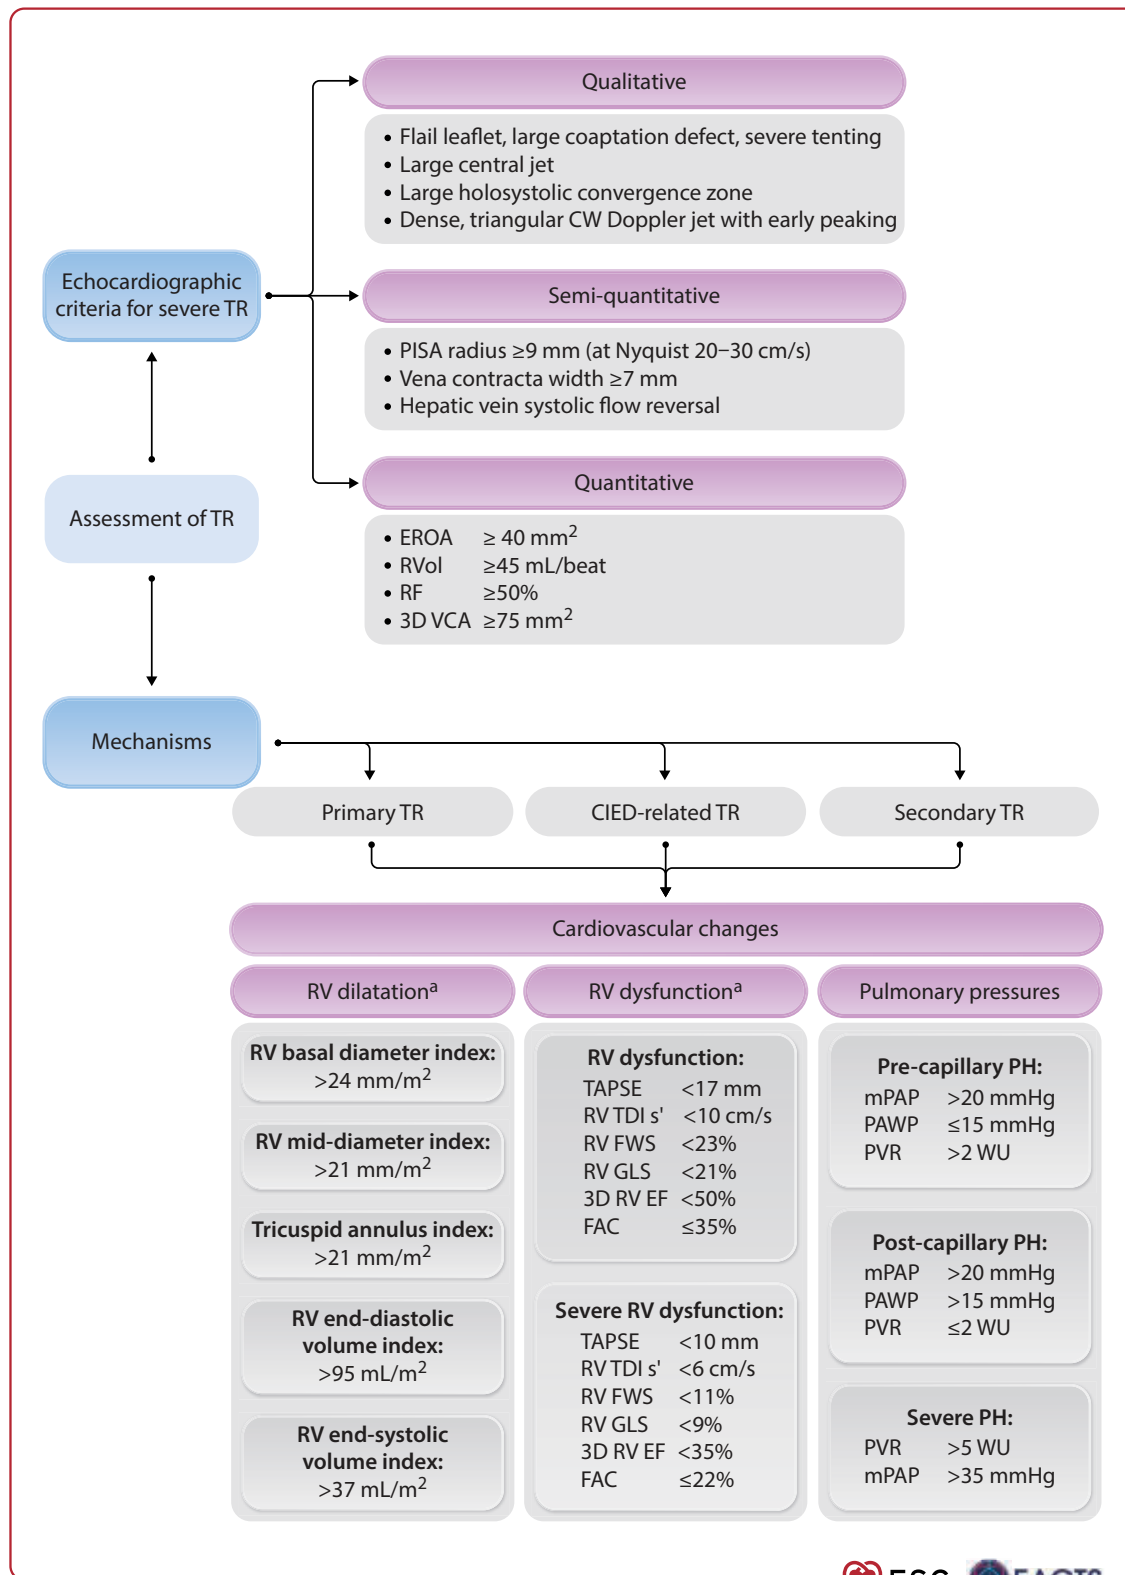 Qualitative
• Flail leaflet, large coaptation defect, severe tenting
• Large central jet
• Large holosystolic convergence zone
• Dense, triangular CW Doppler jet with early peaking
Echocardiographic
criteria for severe TR
Semi-quantitative
• PISA radius ≥9 mm (at Nyquist 20–30 cm/s)
• Vena contracta width ≥7 mm
• Hepatic vein systolic flow reversal
Assessment of TR
Quantitative
• EROA ≥ 40 mm²
• RVol ≥45 mL/beat
• RF ≥50%
• 3D VCA ≥75 mm²
Mechanisms
Primary TR
CIED-related TR
Secondary TR
Cardiovascular changes
RV dilatationᵃ
RV basal diameter index:
>24 mm/m²
RV mid-diameter index:
>21 mm/m²
Tricuspid annulus index:
>21 mm/m²
RV end-diastolic
volume index:
>95 mL/m²
RV end-systolic
volume index:
>37 mL/m²
RV dysfunctionᵃ
RV dysfunction:
TAPSE <17 mm
RV TDI s' <10 cm/s
RV FWS <23%
RV GLS <21%
3D RV EF <50%
FAC ≤35%
Severe RV dysfunction:
TAPSE <10 mm
RV TDI s' <6 cm/s
RV FWS <11%
RV GLS <9%
3D RV EF <35%
FAC ≤22%
Pulmonary pressures
Pre-capillary PH:
mPAP >20 mmHg
PAWP ≤15 mmHg
PVR >2 WU
Post-capillary PH:
mPAP >20 mmHg
PAWP >15 mmHg
PVR ≤2 WU
Severe PH:
PVR >5 WU
mPAP >35 mmHg
ESC
EACTS